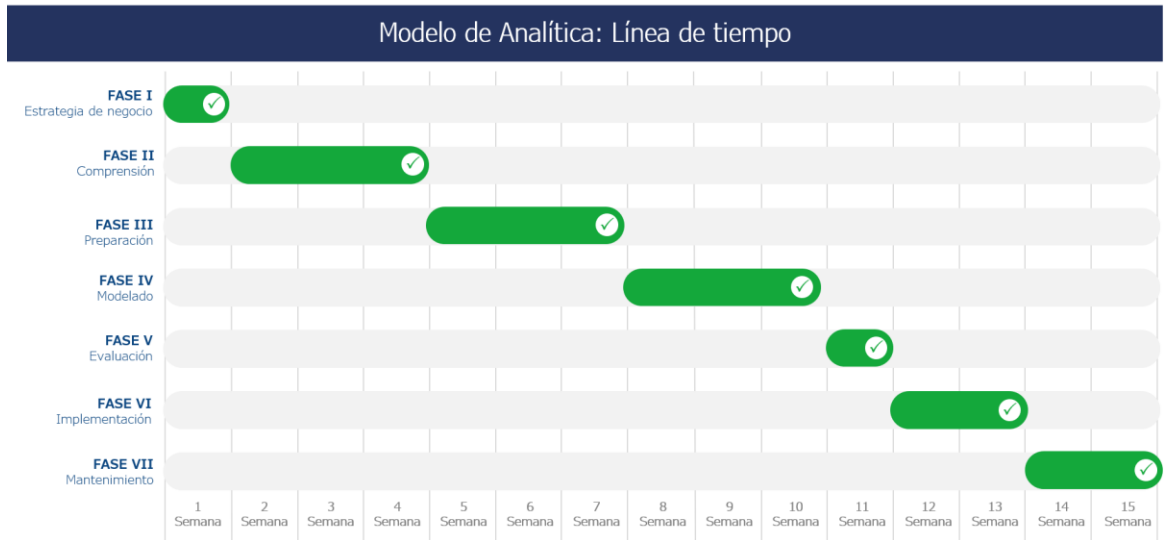 Modelo de Analítica: Línea de tiempo
FASE I
Estrategia de negocio
FASE II
Comprensión
FASE III
Preparación
FASE IV
Modelado
FASE V
Evaluación
FASE VI
Implementación
FASE VII
Mantenimiento
1 2 3 4 5 6 7 8 9 10 11 12 13 14 15
Semana Semana Semana Semana Semana Semana Semana Semana Semana Semana Semana Semana Semana Semana Semana